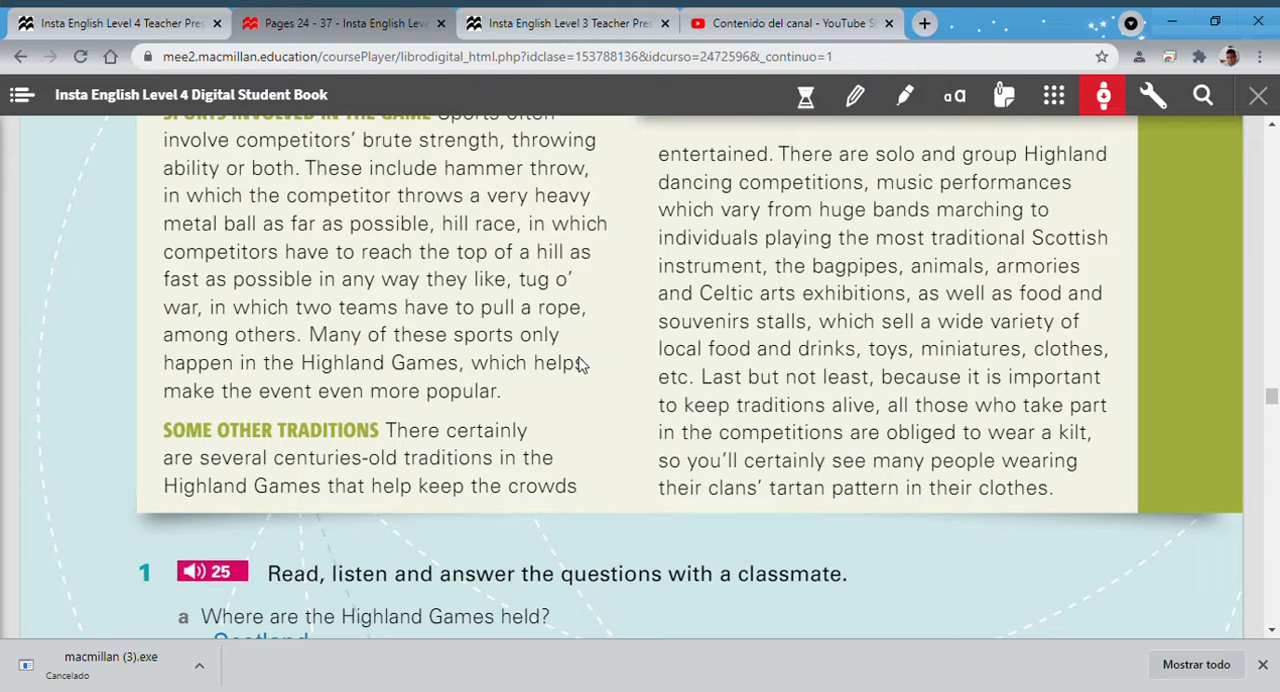 Insta English Level 4 Teacher Pres
Pages 24 - 37 - Insta English Leve
Insta English Level 3 Teacher Pres
Contenido del canal - YouTube S
mee2.macmillan.education/coursePlayer/librodigital_html.php?idclase=153788136&idcurso=2472596&_continuo=1
Insta English Level 4 Digital Student Book
aa
SPORTS INVOLVED IN THE GAME Sports often
involve competitors' brute strength, throwing
ability or both. These include hammer throw,
in which the competitor throws a very heavy
metal ball as far as possible, hill race, in which
competitors have to reach the top of a hill as
fast as possible in any way they like, tug o'
war, in which two teams have to pull a rope,
among others. Many of these sports only
happen in the Highland Games, which helps
make the event even more popular.
SOME OTHER TRADITIONS There certainly
are several centuries-old traditions in the
Highland Games that help keep the crowds
entertained. There are solo and group Highland
dancing competitions, music performances
which vary from huge bands marching to
individuals playing the most traditional Scottish
instrument, the bagpipes, animals, armories
and Celtic arts exhibitions, as well as food and
souvenirs stalls, which sell a wide variety of
local food and drinks, toys, miniatures, clothes,
etc. Last but not least, because it is important
to keep traditions alive, all those who take part
in the competitions are obliged to wear a kilt,
so you'll certainly see many people wearing
their clans' tartan pattern in their clothes.
1 25 Read, listen and answer the questions with a classmate.
a Where are the Highland Games held?
Scotland
macmillan (3).exe
Cancelado
Mostrar todo